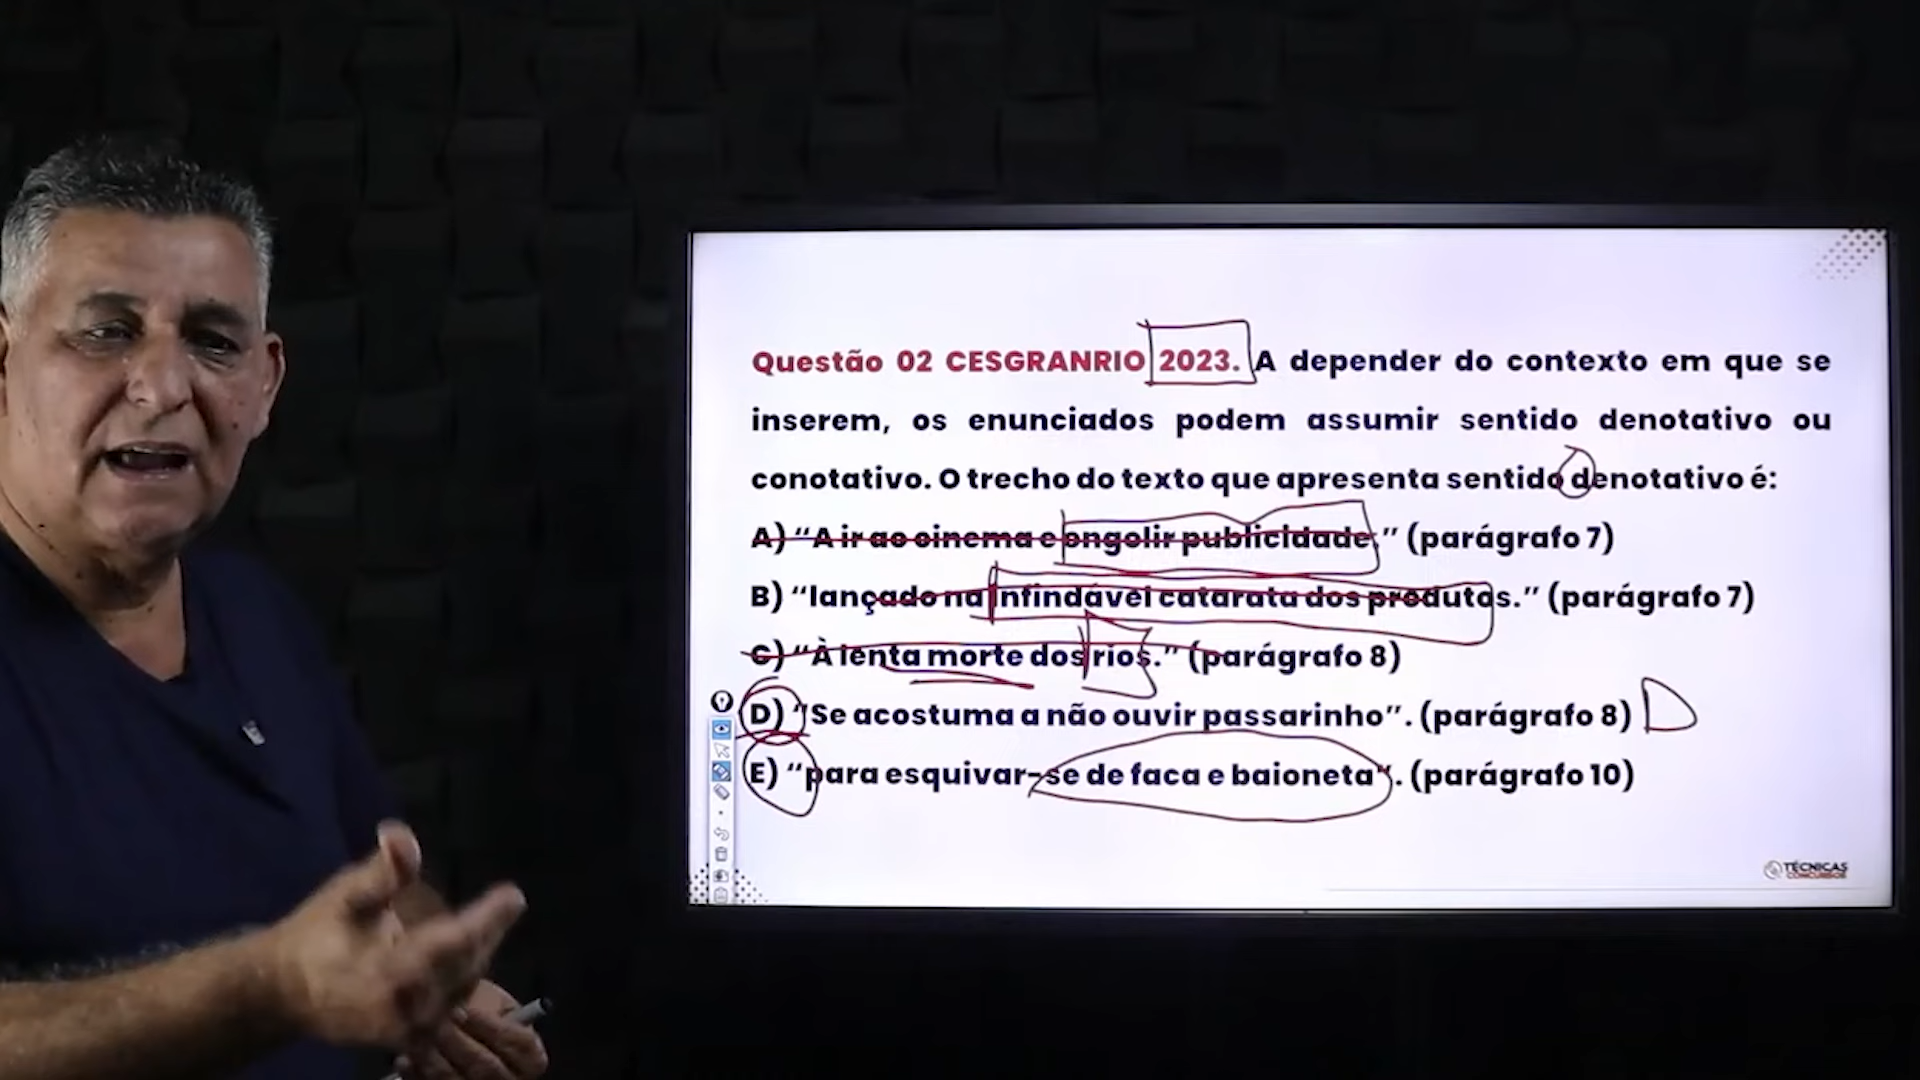 Questão 02 CESGRANRIO 2023. A depender do contexto em que se
inserem, os enunciados podem assumir sentido denotativo ou
conotativo. O trecho do texto que apresenta sentido denotativo é:
A) “A ir ao cinema e engolir publicidade.” (parágrafo 7)
B) “lançado na infindável catarata dos produtos.” (parágrafo 7)
C) “À lenta morte dos rios.” (parágrafo 8)
D) “Se acostuma a não ouvir passarinho”. (parágrafo 8) D
E) “para esquivar-se de faca e baioneta”. (parágrafo 10)
TÉCNICAS
CONCURSOS